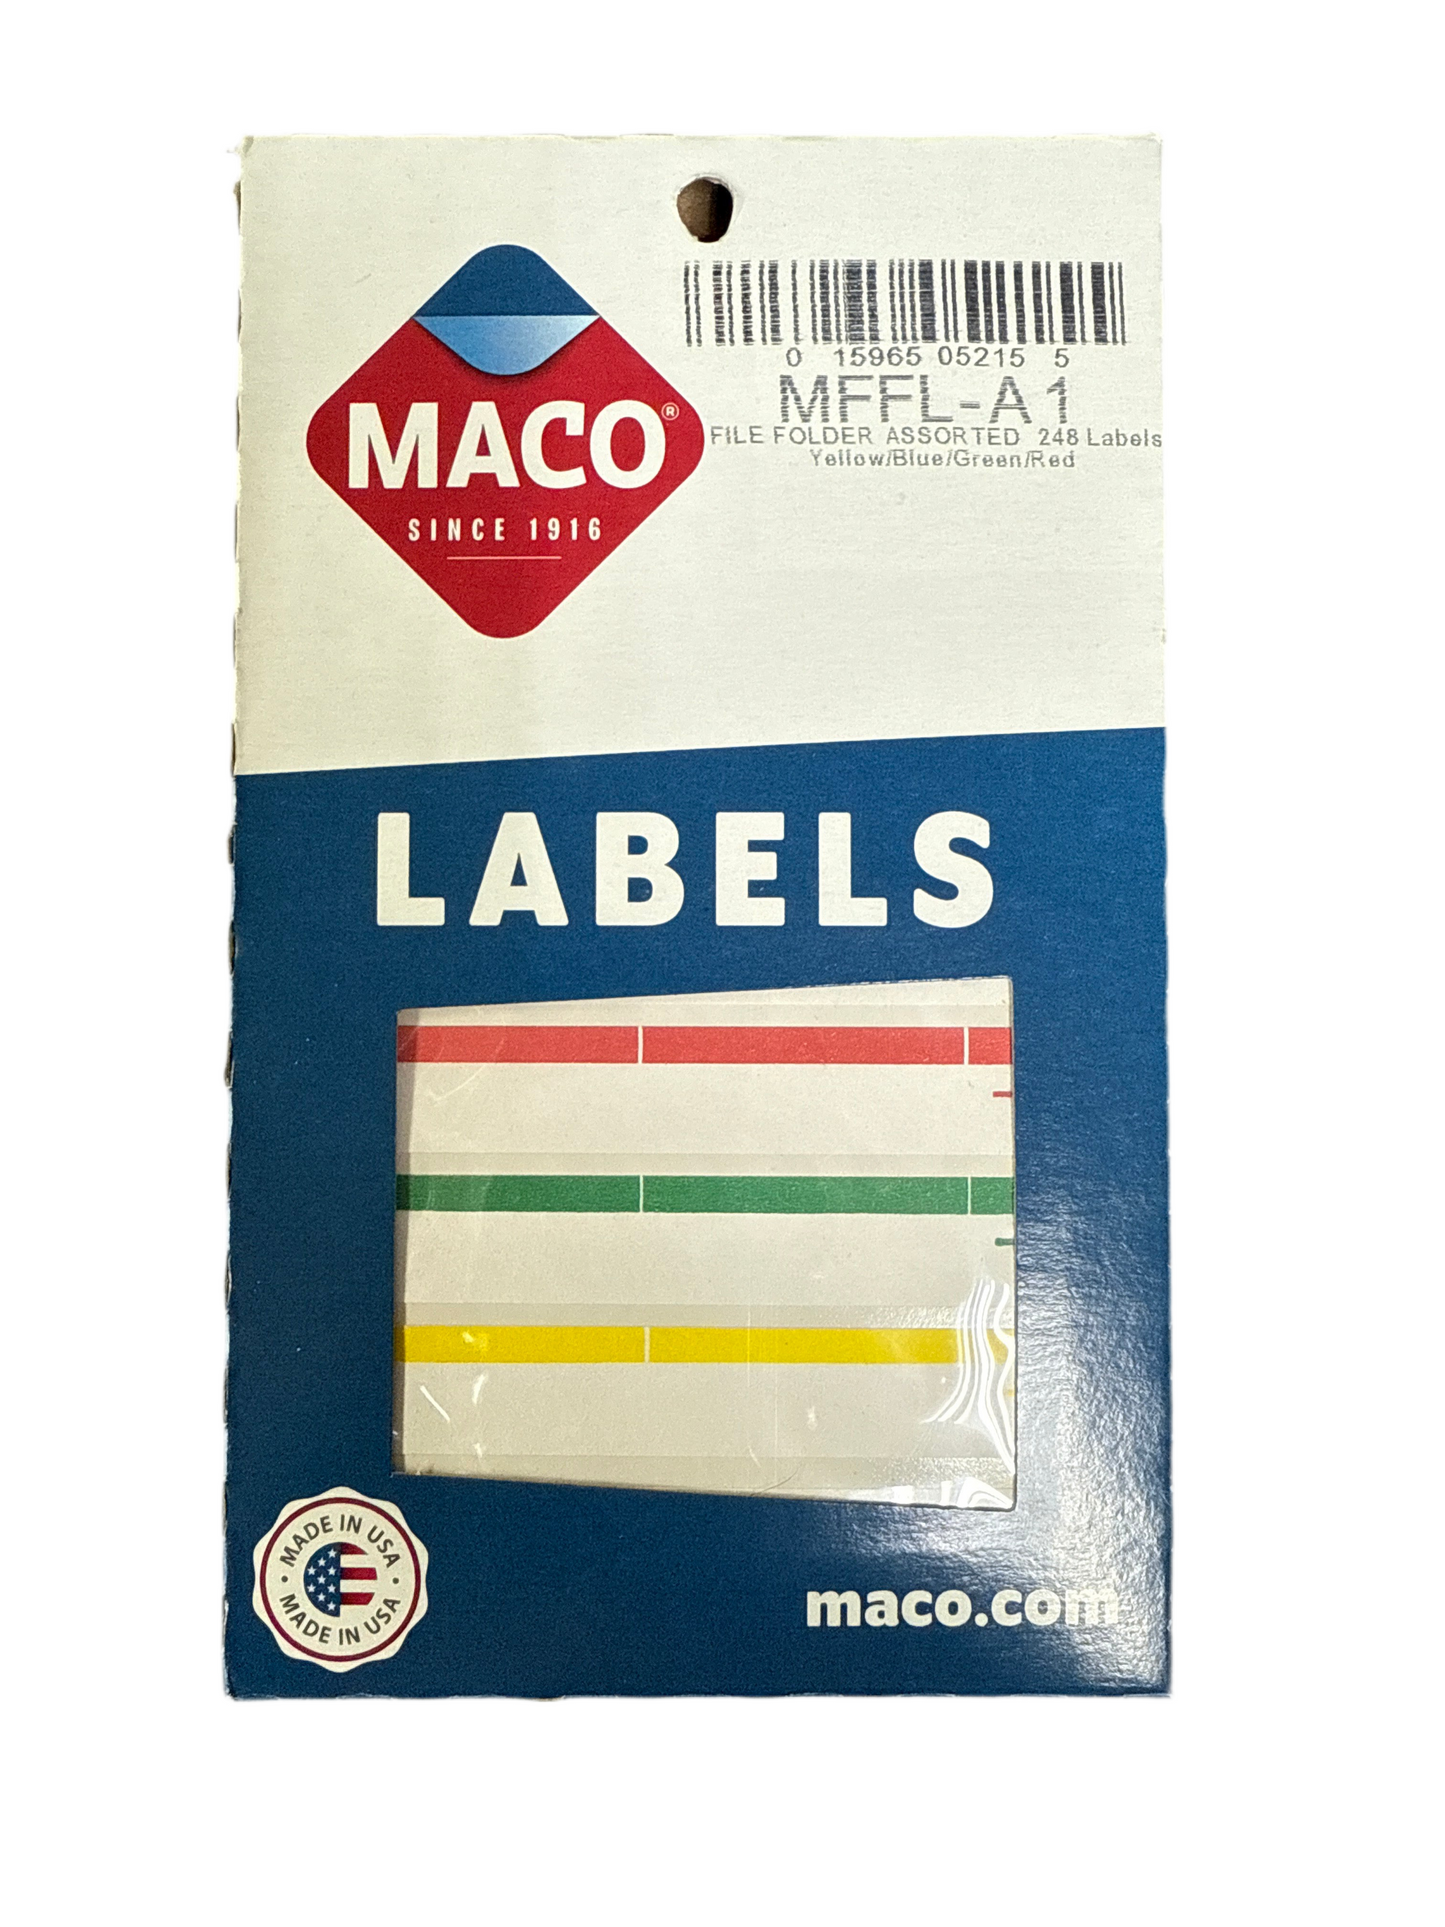 MACO®
SINCE 1916
0 15965 05215 5
MFFL-A1
FILE FOLDER ASSORTED 248 Labels
Yellow/Blue/Green/Red
LABELS
MADE IN USA
MADE IN USA
maco.com